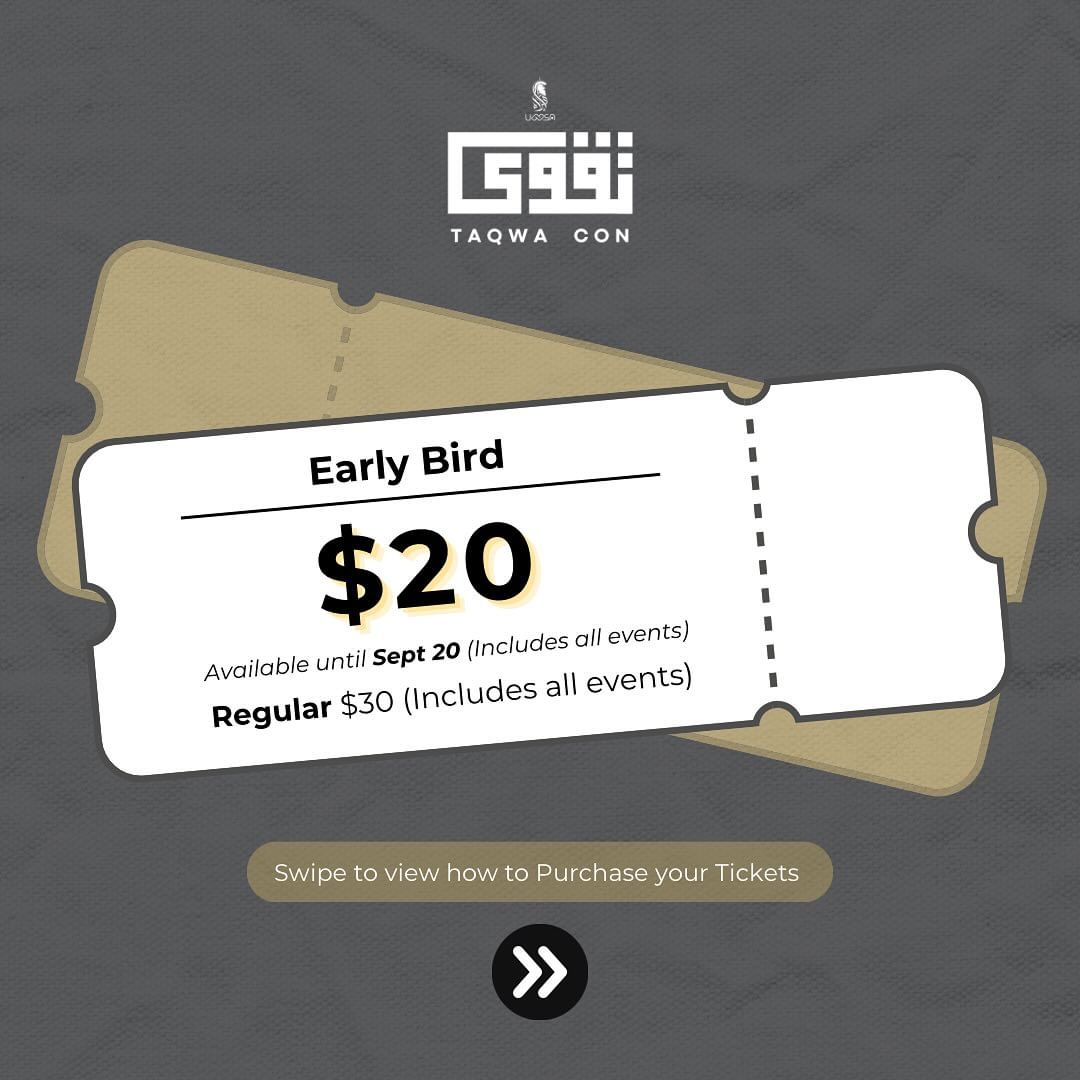 UGGSA
تقوى
TAQWA CON
Early Bird
$20
Available until Sept 20 (Includes all events)
Regular $30 (Includes all events)
Swipe to view how to Purchase your Tickets